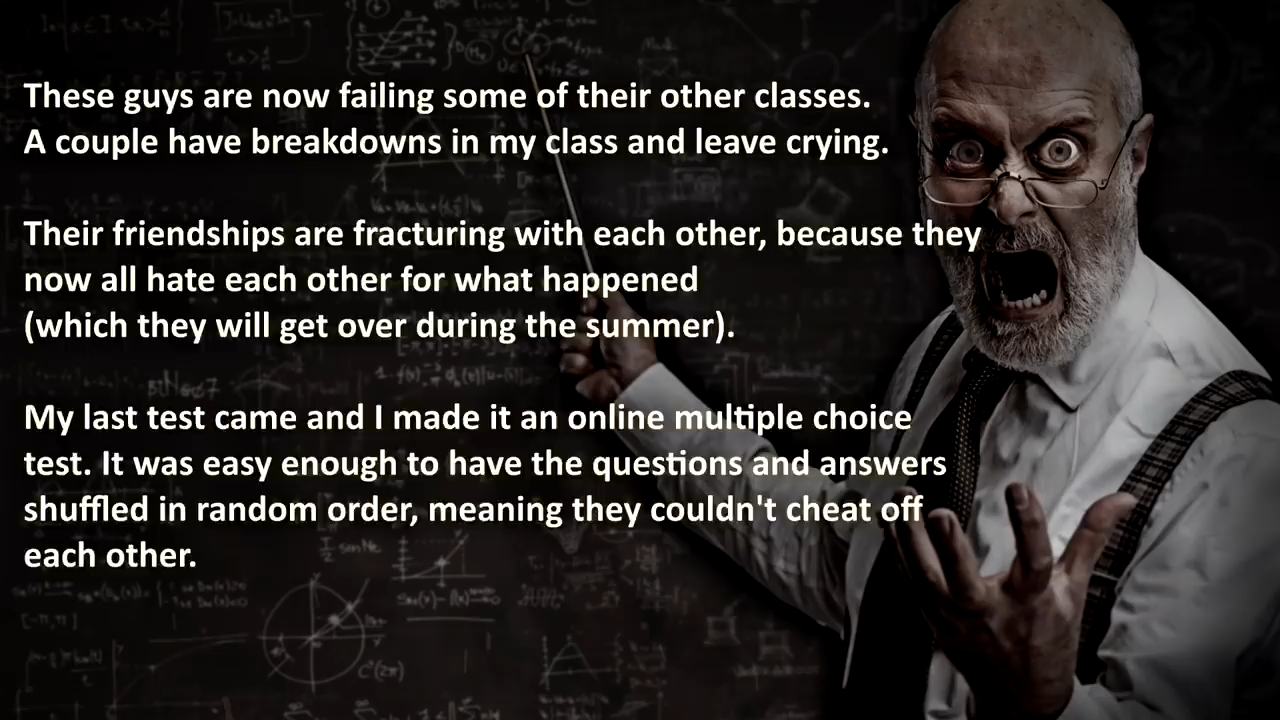 These guys are now failing some of their other classes.
A couple have breakdowns in my class and leave crying.
Their friendships are fracturing with each other, because they
now all hate each other for what happened
(which they will get over during the summer).
My last test came and I made it an online multiple choice
test. It was easy enough to have the questions and answers
shuffled in random order, meaning they couldn't cheat off
each other.